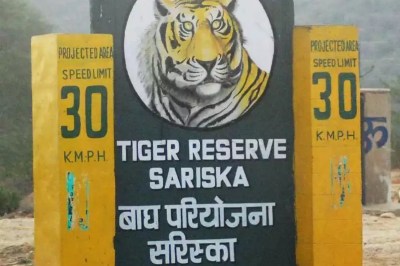 PROJECTED AREA
SPEED LIMIT
30
K.M.P.H.
TIGER RESERVE
SARISKA
बाघ परियोजना
सरिस्का
PROJECTED AREA
SPEED LIMIT
30
K.M.P.H.